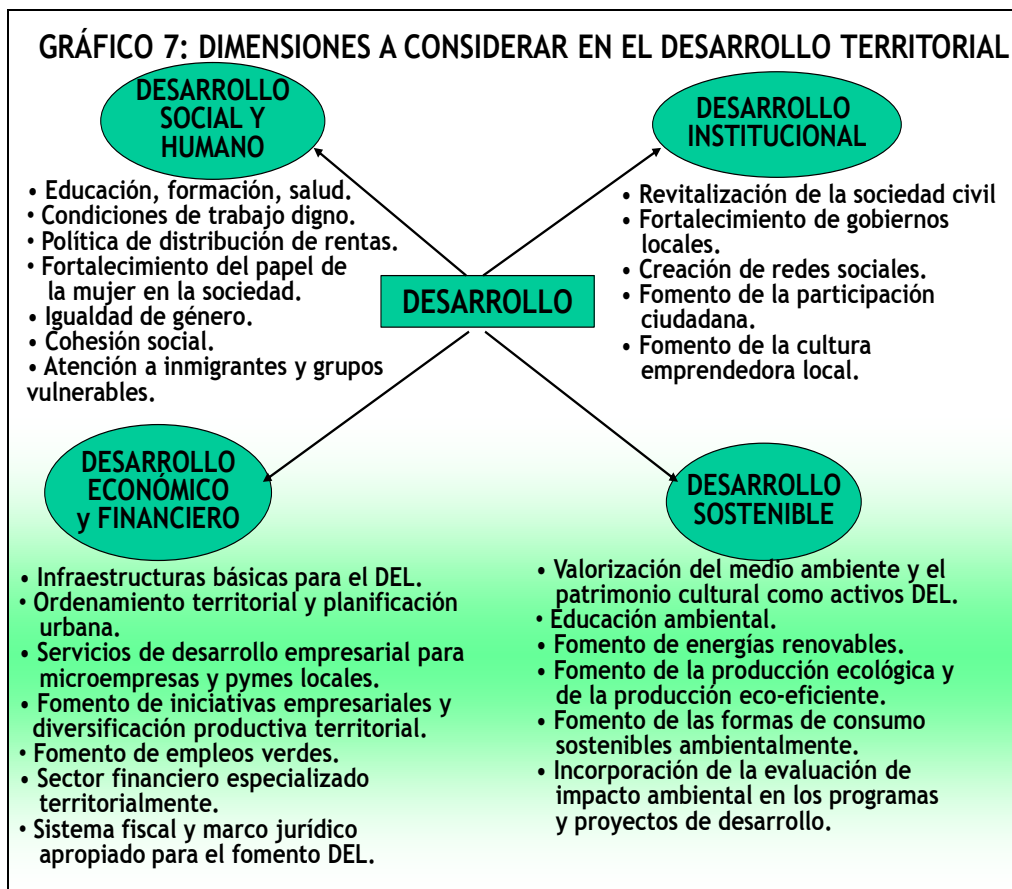 GRÁFICO 7: DIMENSIONES A CONSIDERAR EN EL DESARROLLO TERRITORIAL
DESARROLLO
SOCIAL Y
HUMANO
• Educación, formación, salud.
• Condiciones de trabajo digno.
• Política de distribución de rentas.
• Fortalecimiento del papel de
la mujer en la sociedad.
• Igualdad de género.
• Cohesión social.
• Atención a inmigrantes y grupos
vulnerables.
DESARROLLO
INSTITUCIONAL
• Revitalización de la sociedad civil
• Fortalecimiento de gobiernos
locales.
• Creación de redes sociales.
• Fomento de la participación
ciudadana.
• Fomento de la cultura
emprendedora local.
DESARROLLO
DESARROLLO
ECONÓMICO
y FINANCIERO
• Infraestructuras básicas para el DEL.
• Ordenamiento territorial y planificación
urbana.
• Servicios de desarrollo empresarial para
microempresas y pymes locales.
• Fomento de iniciativas empresariales y
diversificación productiva territorial.
• Fomento de empleos verdes.
• Sector financiero especializado
territorialmente.
• Sistema fiscal y marco jurídico
apropiado para el fomento DEL.
DESARROLLO
SOSTENIBLE
• Valorización del medio ambiente y el
patrimonio cultural como activos DEL.
• Educación ambiental.
• Fomento de energías renovables.
• Fomento de la producción ecológica y
de la producción eco-eficiente.
• Fomento de las formas de consumo
sostenibles ambientalmente.
• Incorporación de la evaluación de
impacto ambiental en los programas
y proyectos de desarrollo.